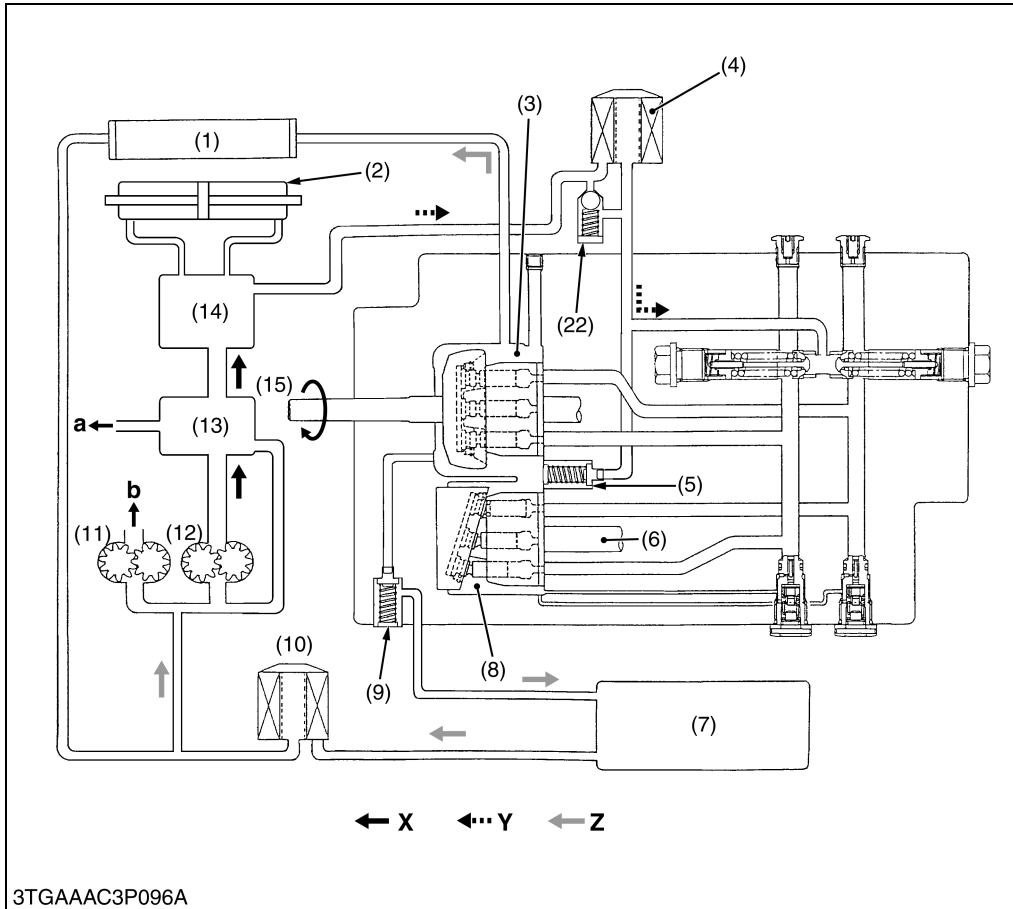 (4)
(3)
(1)
(2)
(14)
(22)
(15)
a
(13)
(5)
b
(11)
(12)
(6)
(8)
(9)
(10)
(7)
X
Y
Z
3TGAAAC3P096A